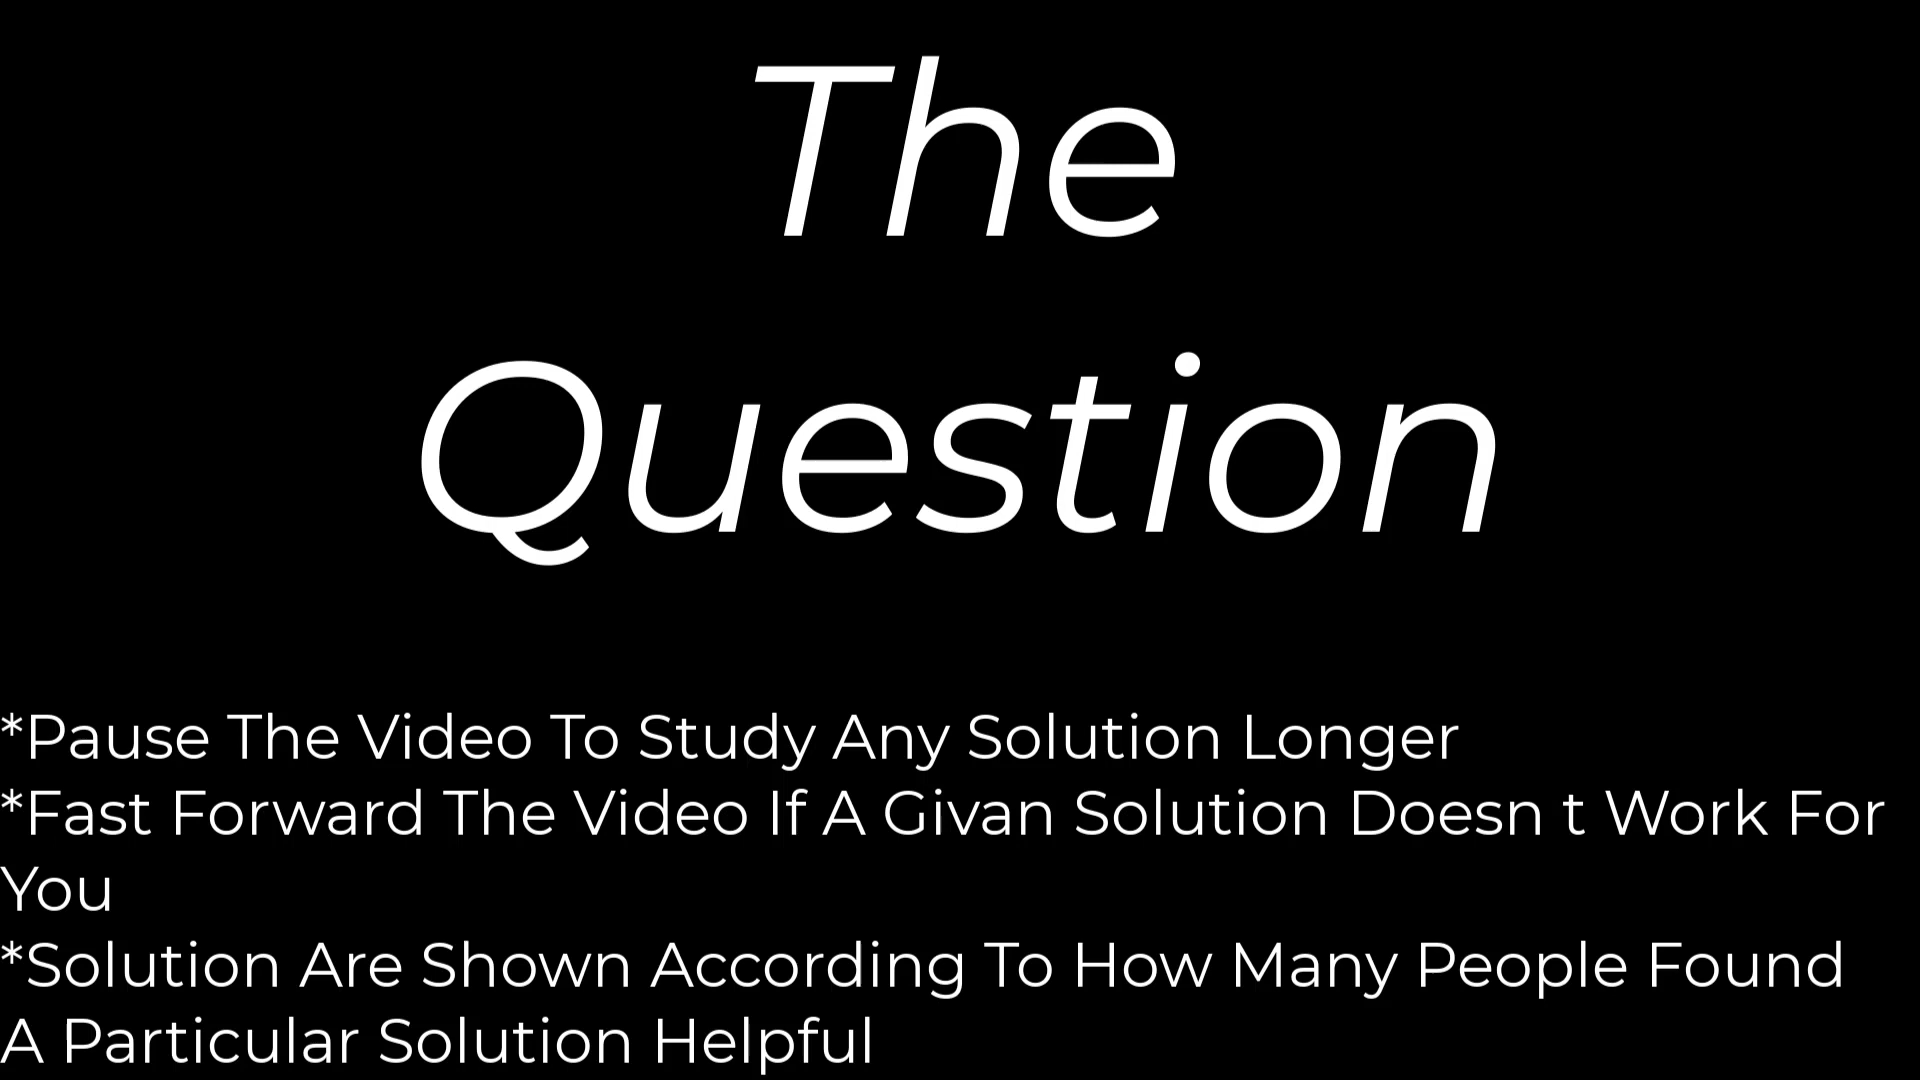 The
Question
*Pause The Video To Study Any Solution Longer
*Fast Forward The Video If A Givan Solution Doesn t Work For
You
*Solution Are Shown According To How Many People Found
A Particular Solution Helpful